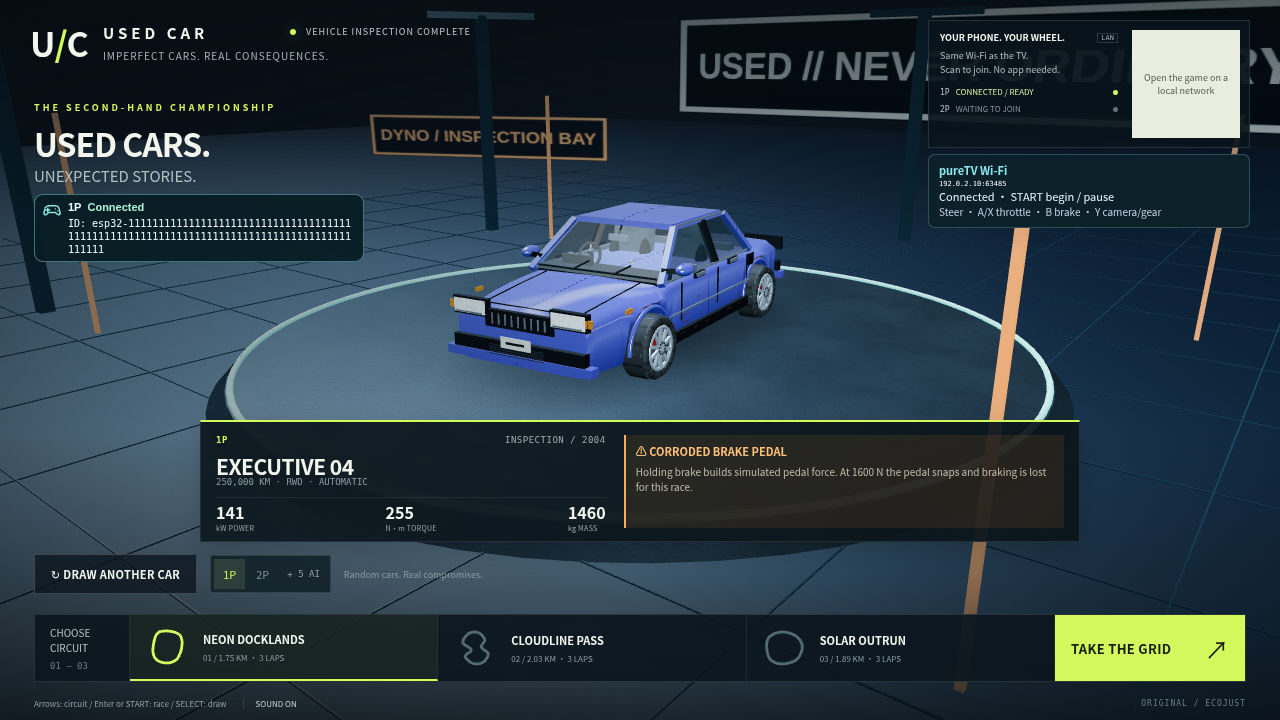 U/C
USED CAR
IMPERFECT CARS. REAL CONSEQUENCES.
VEHICLE INSPECTION COMPLETE
THE SECOND-HAND CHAMPIONSHIP
USED CARS.
UNEXPECTED STORIES.
1P Connected
ID: esp32-1111111111111111111111111111111111
111111111111111111111111111111111111111111111
111111
DYNO / INSPECTION BAY
USED // NEVER ORDINARY
YOUR PHONE. YOUR WHEEL.
LAN
Same Wi-Fi as the TV.
Scan to join. No app needed.
1P CONNECTED / READY
2P WAITING TO JOIN
Open the game on a
local network
pureTV Wi-Fi
192.0.2.10:63485
Connected • START begin / pause
Steer • A/X throttle • B brake • Y camera/gear
1P
INSPECTION / 2004
EXECUTIVE 04
250,000 KM · RWD · AUTOMATIC
141
kW POWER
255
N·m TORQUE
1460
kg MASS
⚠ CORRODED BRAKE PEDAL
Holding brake builds simulated pedal force. At 1600 N the pedal snaps and braking is lost
for this race.
↻ DRAW ANOTHER CAR
1P
2P
+ 5 AI
Random cars. Real compromises.
CHOOSE
CIRCUIT
01 — 03
NEON DOCKLANDS
01 / 1.75 KM • 3 LAPS
CLOUDLINE PASS
02 / 2.03 KM • 3 LAPS
SOLAR OUTRUN
03 / 1.89 KM • 3 LAPS
TAKE THE GRID
Arrows: circuit / Enter or START: race / SELECT: draw
SOUND ON
ORIGINAL / ECOJUST